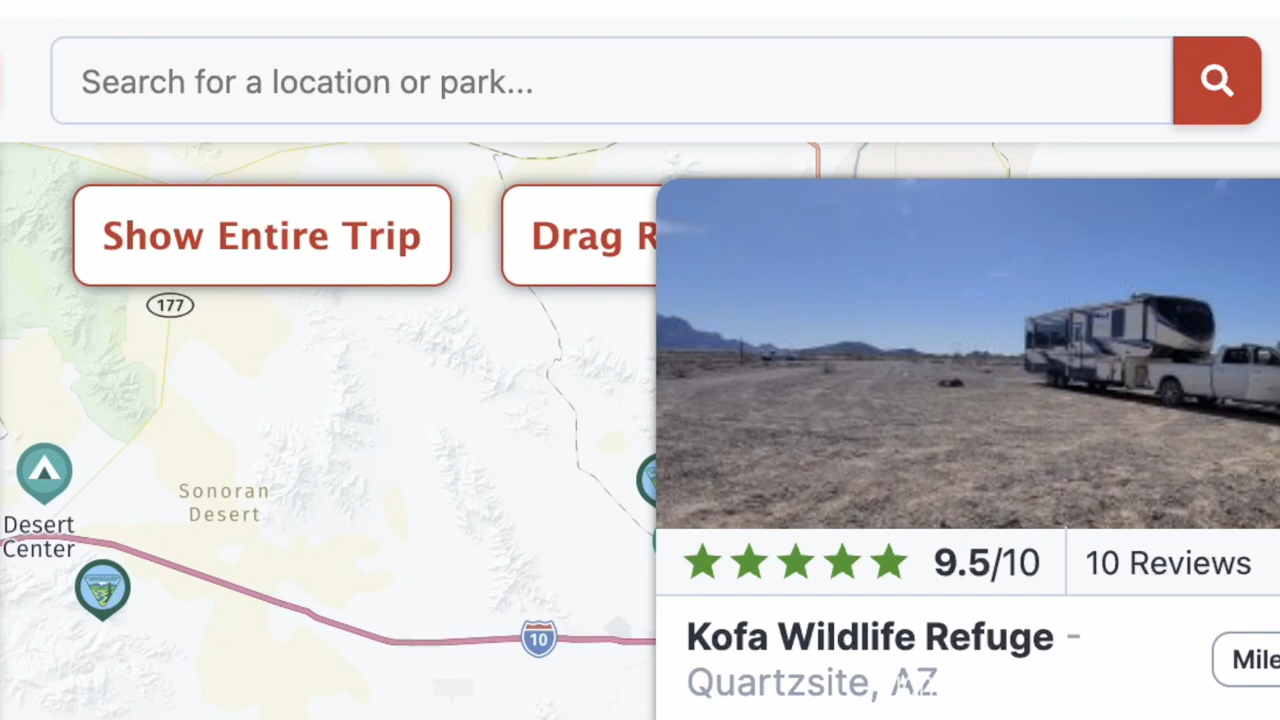 Search for a location or park...
Show Entire Trip
Drag R
177
Sonoran
Desert
Desert
Center
10
9.5/10
10 Reviews
Kofa Wildlife Refuge -
Quartzsite, AZ
Mile